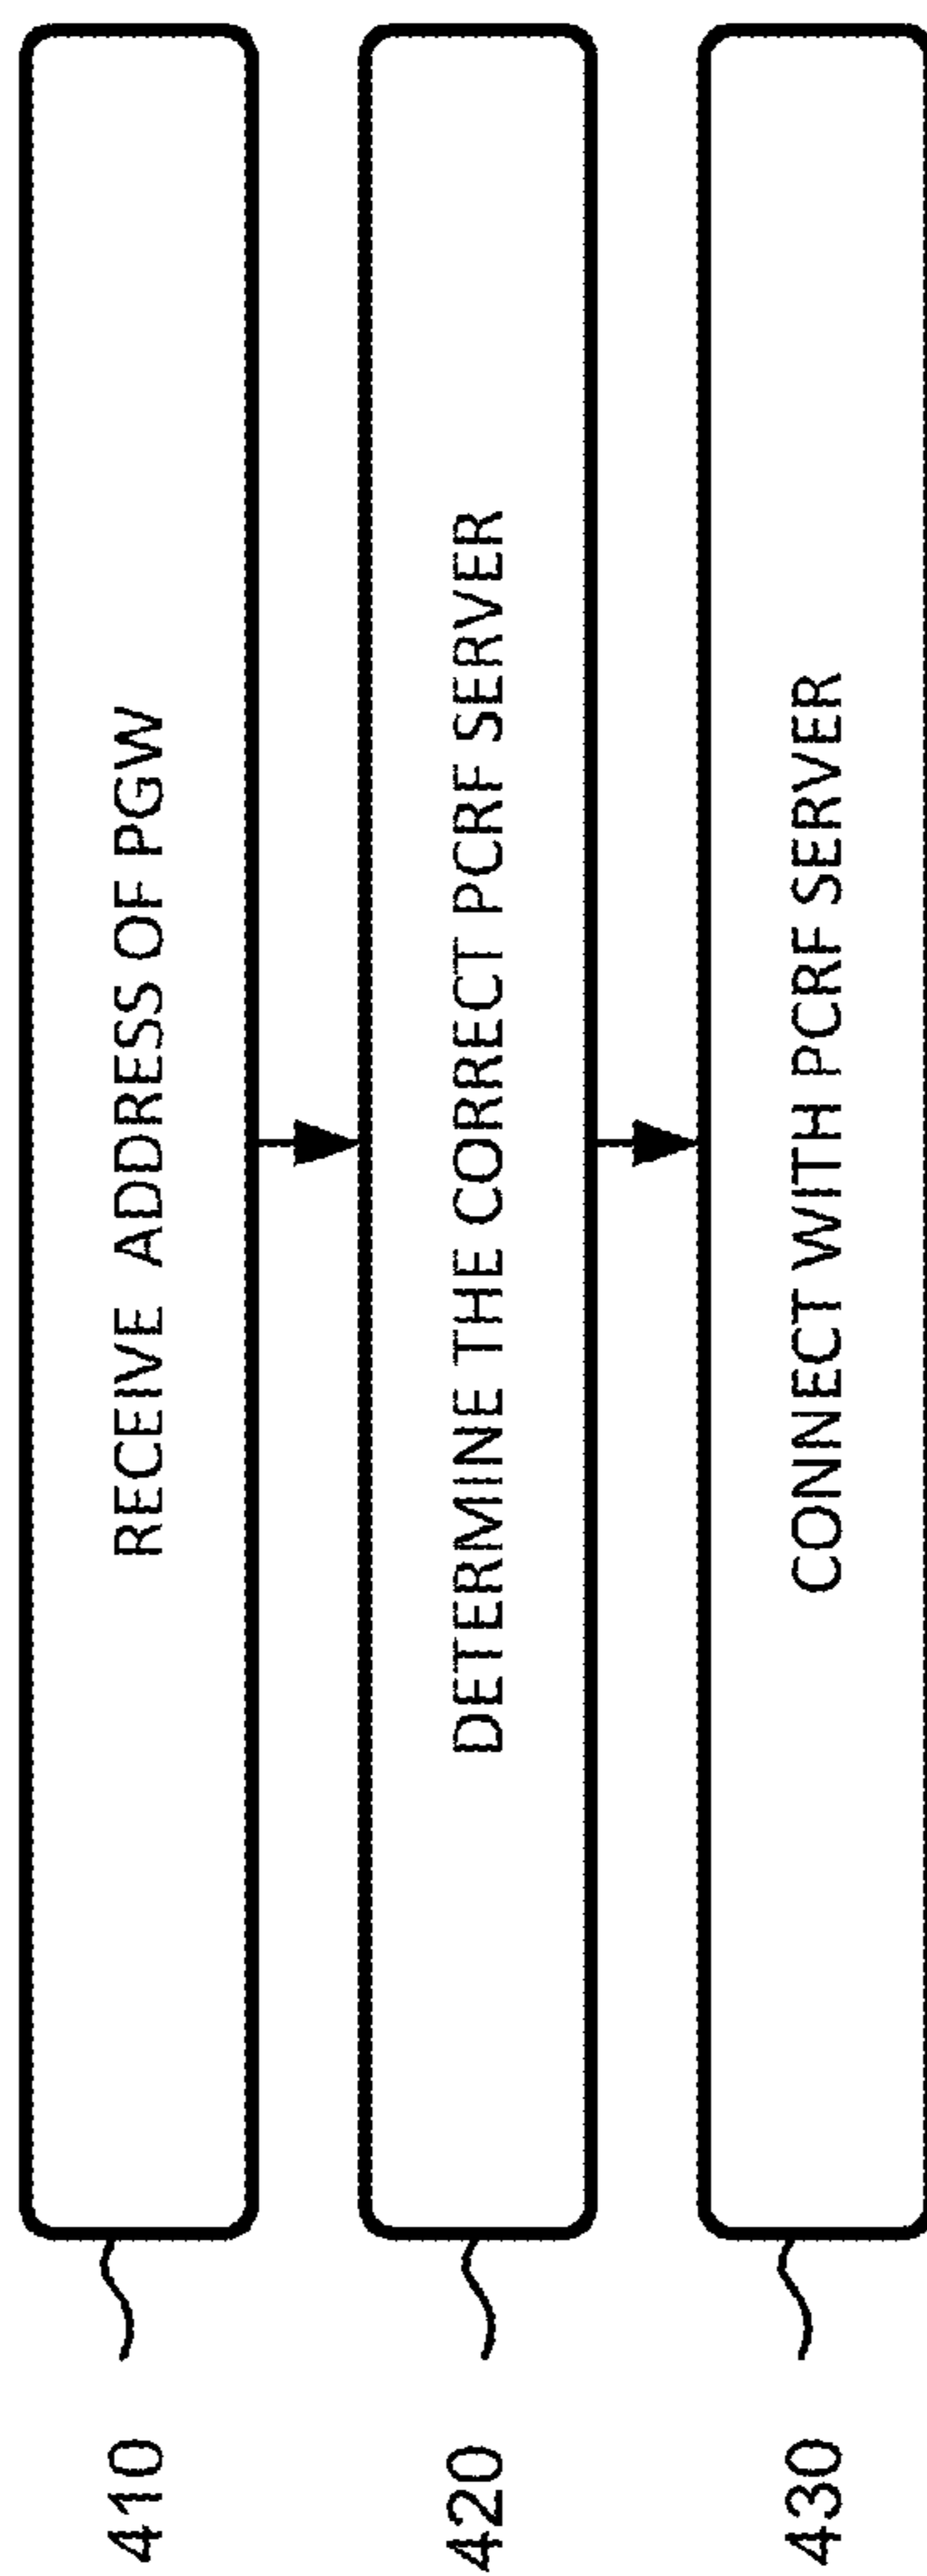 410
RECEIVE ADDRESS OF PGW
420
DETERMINE THE CORRECT PCRF SERVER
430
CONNECT WITH PCRF SERVER